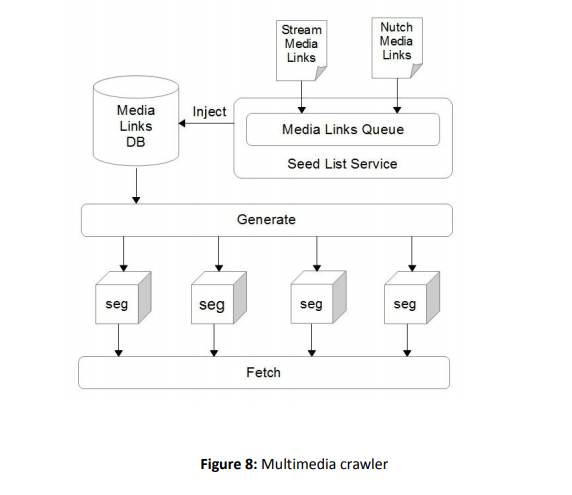 Stream
Media
Links
Nutch
Media
Links
Media
Links
DB
Inject
Media Links Queue
Seed List Service
Generate
seg
seg
seg
seg
Fetch
Figure 8: Multimedia crawler